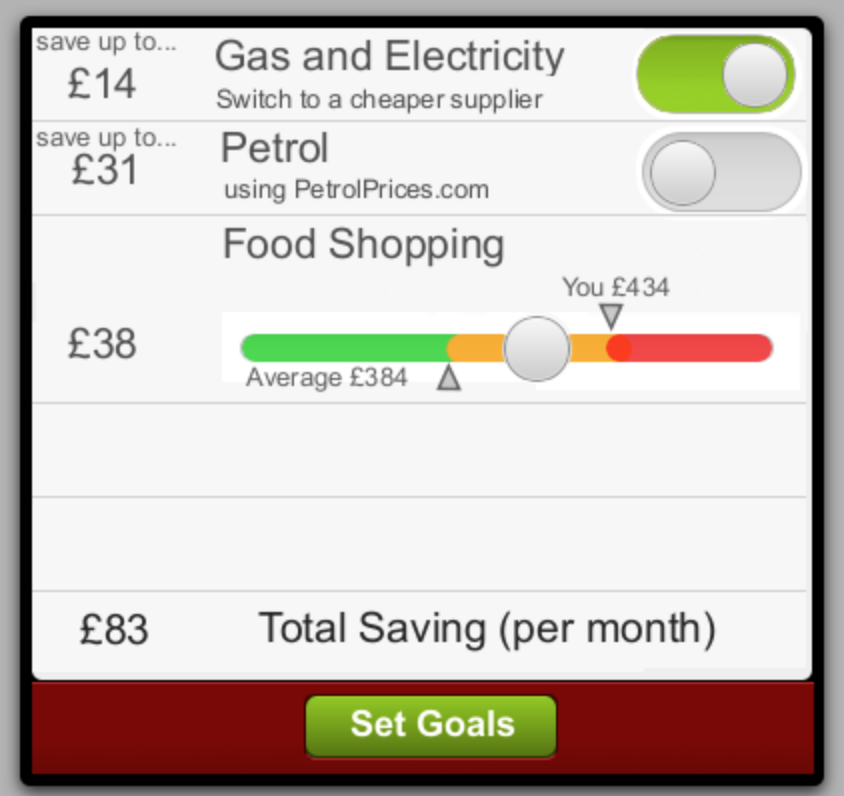 save up to...
£14
Gas and Electricity
Switch to a cheaper supplier
save up to...
£31
Petrol
using PetrolPrices.com
Food Shopping
You £434
£38
Average £384
£83
Total Saving (per month)
Set Goals